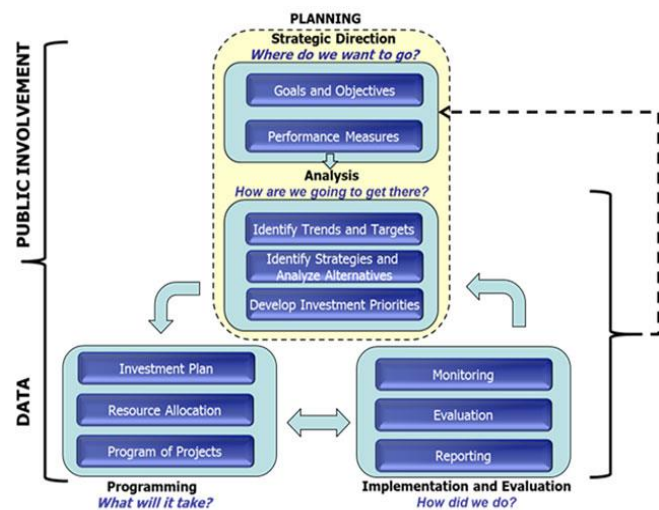 PLANNING
Strategic Direction
Where do we want to go?
Goals and Objectives
Performance Measures
Analysis
How are we going to get there?
Identify Trends and Targets
Identify Strategies and
Analyze Alternatives
Develop Investment Priorities
PUBLIC INVOLVEMENT
DATA
Investment Plan
Resource Allocation
Program of Projects
Programming
What will it take?
Monitoring
Evaluation
Reporting
Implementation and Evaluation
How did we do?